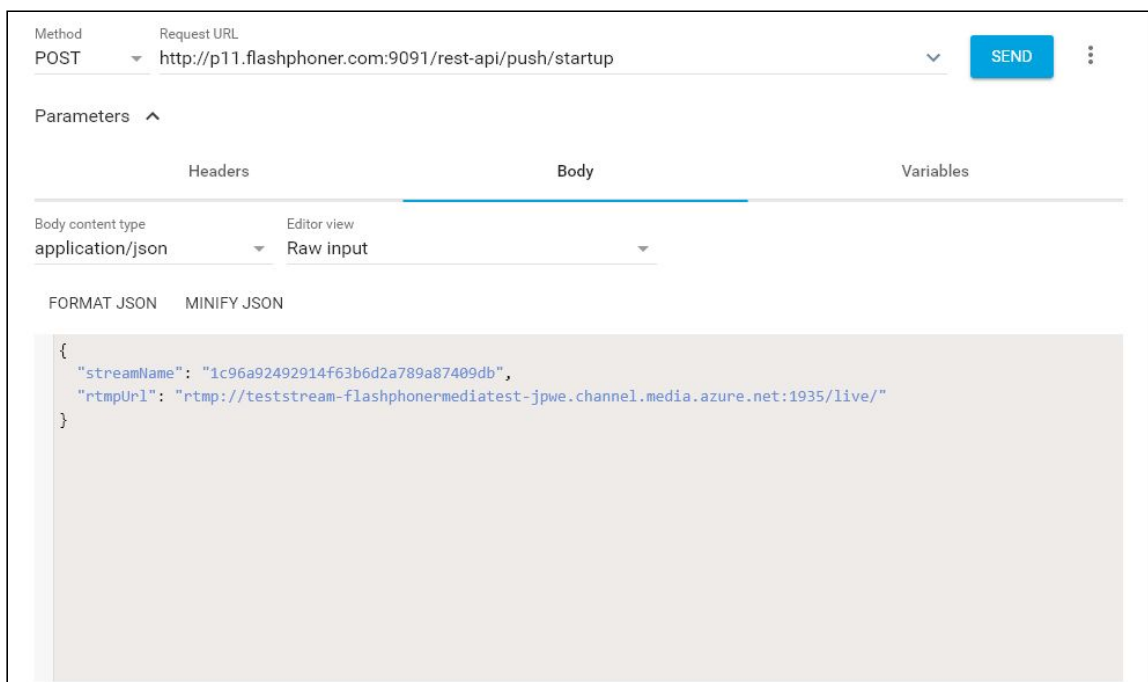 Method Request URL
POST http://p11.flashphoner.com:9091/rest-api/push/startup SEND
Parameters
Headers Body Variables
Body content type Editor view
application/json Raw input
FORMAT JSON MINIFY JSON
{
"streamName": "1c96a92492914f63b6d2a789a87409db",
"rtmpUrl": "rtmp://teststream-flashphonermediatest-jpwe.channel.media.azure.net:1935/live/"
}